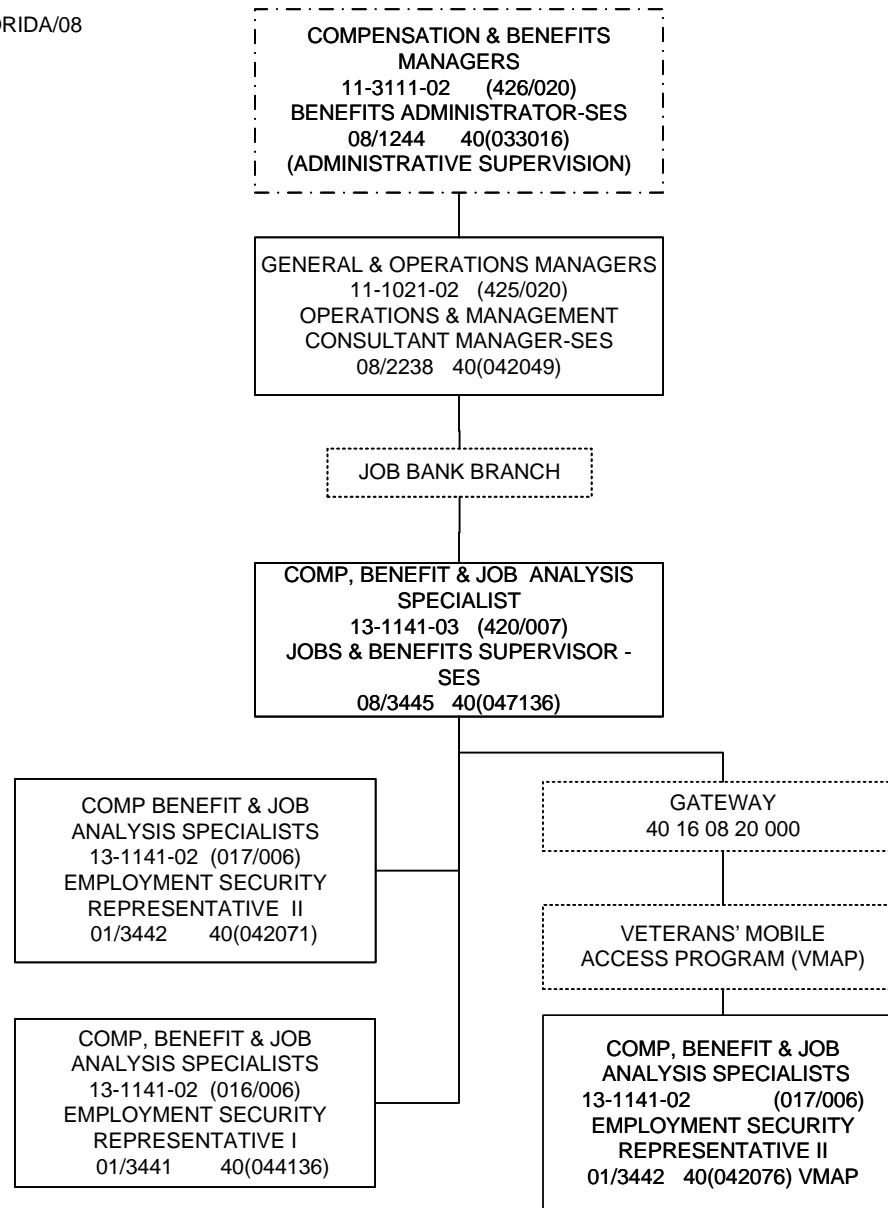 ORIDA/08
COMPENSATION & BENEFITS
MANAGERS
11-3111-02 (426/020)
BENEFITS ADMINISTRATOR-SES
08/1244 40(033016)
(ADMINISTRATIVE SUPERVISION)
GENERAL & OPERATIONS MANAGERS
11-1021-02 (425/020)
OPERATIONS & MANAGEMENT
CONSULTANT MANAGER-SES
08/2238 40(042049)
JOB BANK BRANCH
COMP, BENEFIT & JOB ANALYSIS
SPECIALIST
13-1141-03 (420/007)
JOBS & BENEFITS SUPERVISOR -
SES
08/3445 40(047136)
COMP BENEFIT & JOB
ANALYSIS SPECIALISTS
13-1141-02 (017/006)
EMPLOYMENT SECURITY
REPRESENTATIVE II
01/3442 40(042071)
GATEWAY
40 16 08 20 000
VETERANS’ MOBILE
ACCESS PROGRAM (VMAP)
COMP, BENEFIT & JOB
ANALYSIS SPECIALISTS
13-1141-02 (016/006)
EMPLOYMENT SECURITY
REPRESENTATIVE I
01/3441 40(044136)
COMP, BENEFIT & JOB
ANALYSIS SPECIALISTS
13-1141-02 (017/006)
EMPLOYMENT SECURITY
REPRESENTATIVE II
01/3442 40(042076) VMAP